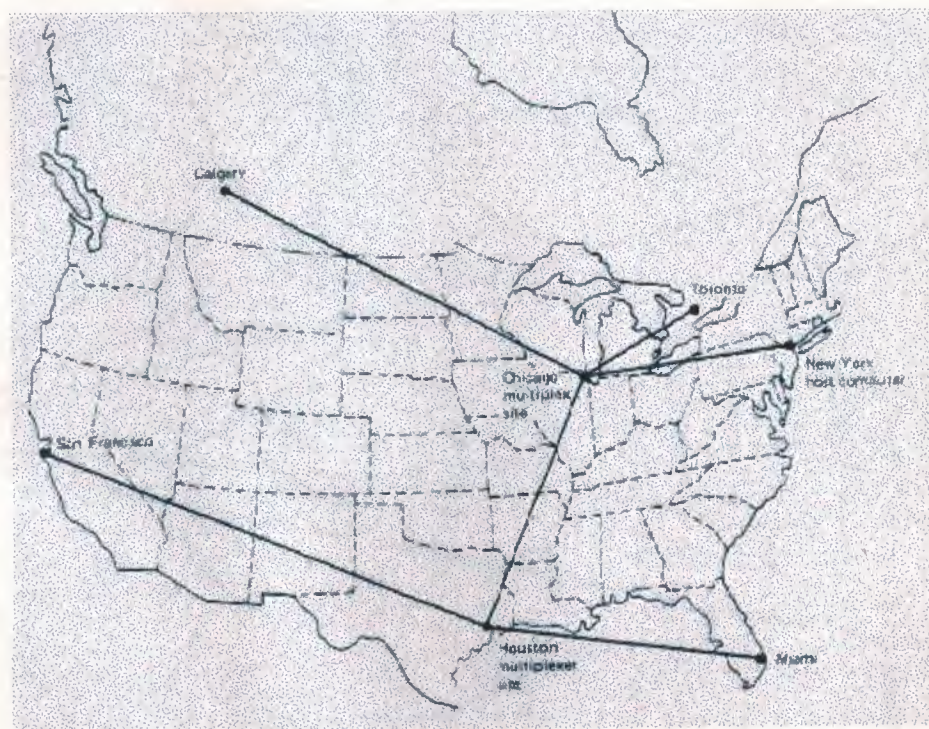 Calgary
Toronto
New York
host computer
Chicago
multiplex
site
San Francisco
Houston
multiplexer
site
Miami